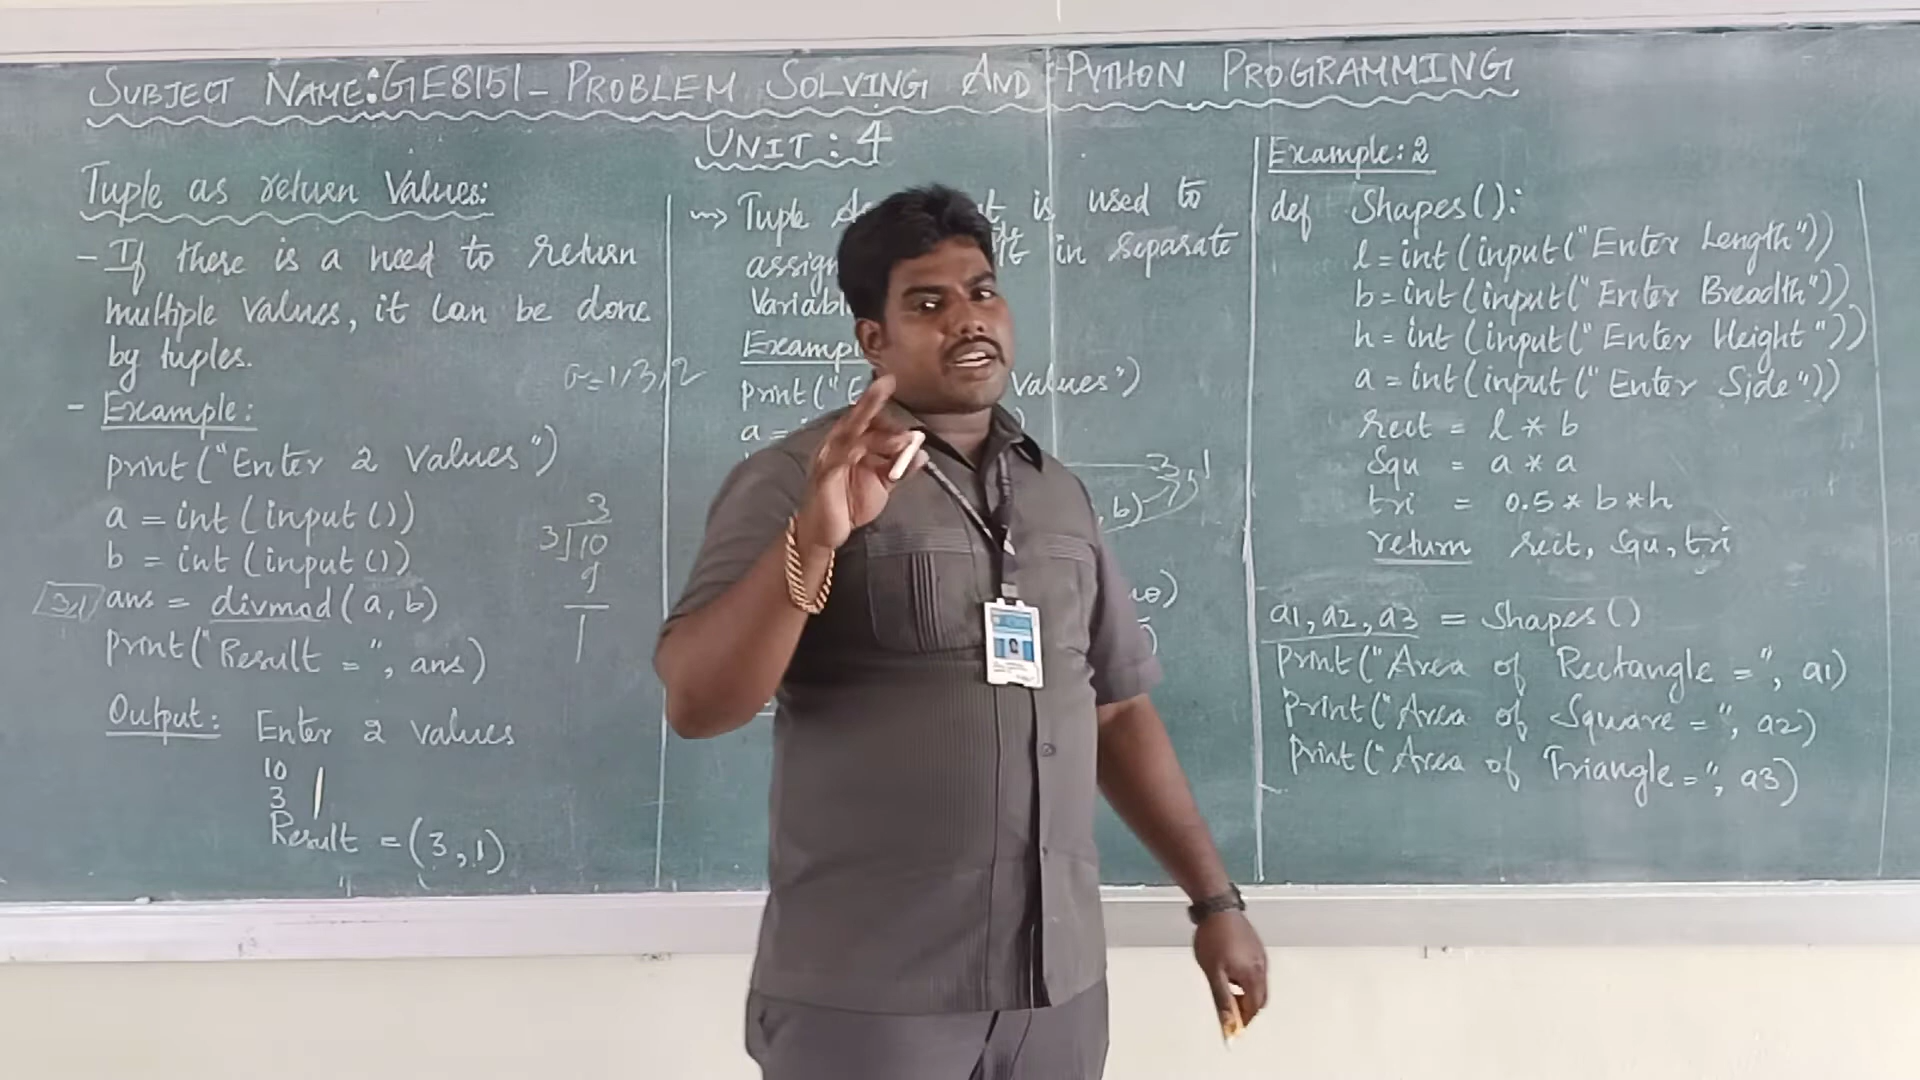 SUBJECT NAME: GE8151 - PROBLEM SOLVING AND PYTHON PROGRAMMING
UNIT : 4
Tuple as return Values:
- If there is a need to return
multiple values, it can be done
by tuples.
- Example:
print("Enter 2 values")
a = int(input())
b = int(input())
3,1 ans = divmod(a, b)
print("Result = ", ans)
Output: Enter 2 values
10
3
Result = (3,1)
3
3 10
9
1
Tuple is used to
assign in separate
print(" Values")
a =
, b)
3,1
Example: 2
def Shapes():
l = int(input("Enter Length"))
b = int(input("Enter Breadth"))
h = int(input("Enter Height"))
a = int(input("Enter Side"))
rect = l * b
Squ = a * a
tri = 0.5 * b * h
return rect, squ, tri
a1, a2, a3 = Shapes()
print("Area of Rectangle =", a1)
print("Area of Square =", a2)
print("Area of Triangle =", a3)